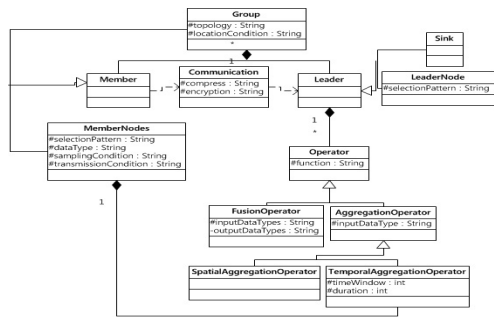 Group
#topology : String
#locationCondition : String
*
1
Sink
Member
Communication
#compress : String
#encryption : String
Leader
LeaderNode
#selectionPattern : String
1
*
MemberNodes
#selectionPattern : String
#dataType : String
#samplingCondition : String
#transmissionCondition : String
Operator
#function : String
1
FusionOperator
#inputDataTypes : String
-outputDataTypes : String
AggregationOperator
#inputDataType : String
SpatialAggregationOperator
TemporalAggregationOperator
#timeWindow : int
#duration : int